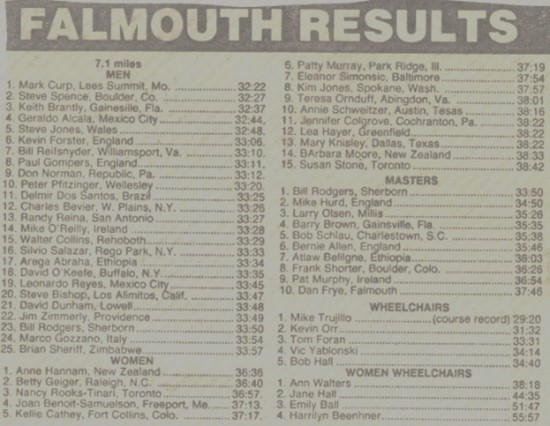 FALMOUTH RESULTS
7.1 miles
MEN
1. Mark Curp, Lees Summit, Mo. 32:22
2. Steve Spence, Boulder, Co. 32:27
3. Keith Brantly, Gainesille, Fla. 32:37
4. Geraldo Alcala, Mexico City 32:44.
5. Steve Jones, Wales 32:48.
6. Kevin Forster, England 33:06.
7. Bill Reifsnyder, Williamsport, Va. 33:10.
8. Paul Gompers, England 33:11.
9. Don Norman, Republic, Pa. 33:12.
10. Peter Pfitzinger, Wellesley 33:20.
11. Delmir Dos Santos, Brazil 33:25
12. Charles Bevier, W. Plains, N.Y. 33:26
13. Randy Reina, San Antonio 33:27
14. Mike O'Reilly, Ireland 33:28
15. Walter Collins, Rehoboth 33:29
16. Silvio Salazar, Rego Park, N.Y. 33:33
17. Arega Abraha, Ethiopia 33:34
18. David O'Keefe, Buffalo, N.Y. 33:35
19. Leonardo Reyes, Mexico City 33:45
20. Steve Bishop, Los Alimitos, Calif. 33:47
21. David Dunham, Lowell 33:48
22. Jim Zimmerly, Providence 33:49
23. Bill Rodgers, Sherborn 33:50
24. Marco Gozzano, Italy 33:54
25. Brian Sheriff, Zimbabwe 33:57
WOMEN
1. Anne Hannam, New Zealand 36:36
2. Betty Geiger, Raleigh, N.C. 36:40
3. Nancy Rooks-Tinari, Toronto 36:57.
4. Joan Benoit-Samuelson, Freeport, Me. 37:13.
5. Kellie Cathey, Fort Collins, Colo. 37:17.
6. Patty Murray, Park Ridge, Ill. 37:19
7. Eleanor Simonsic, Baltimore 37:54
8. Kim Jones, Spokane, Wash. 37:57
9. Teresa Ornduff, Abingdon, Va. 38:01
10. Annie Schweitzer, Austin, Tesas 38:16
11. Jennifer Colgrove, Cochranton, Pa. 38:22
12. Lea Hayer, Greenfield 38:22
13. Mary Knisley, Dallas, Texas 38:22
14. BArbara Moore, New Zealand 38:33
15. Susan Stone, Toronto 38:42
MASTERS
1. Bill Rodgers, Sherborn 33:50
2. Mike Hurd, England 34:50
3. Larry Olsen, Millis 35:26
4. Barry Brown, Gainsville, Fla. 35:35
5. Bob Schlau, Charlestown, S.C. 35:38
6. Bernie Allen, England 35:46
7. Atlaw Belilgne, Ethiopia 36:03
8. Frank Shorter, Boulder, Colo. 36:26
9. Pat Murphy, Ireland 36:54
10. Dan Frye, Falmouth 37:46
WHEELCHAIRS
1. Mike Trujillo (course record) 29:20
2. Kevin Orr 31:32
3. Tom Foran 33:31
4. Vic Yablonski 34:14
5. Bob Hall 34:40
WOMEN WHEELCHAIRS
1. Ann Walters 38:18
2. Jane Hall 44:35
3. Emily Ball 51:47
4. Harrilyn Beenhner 55:57